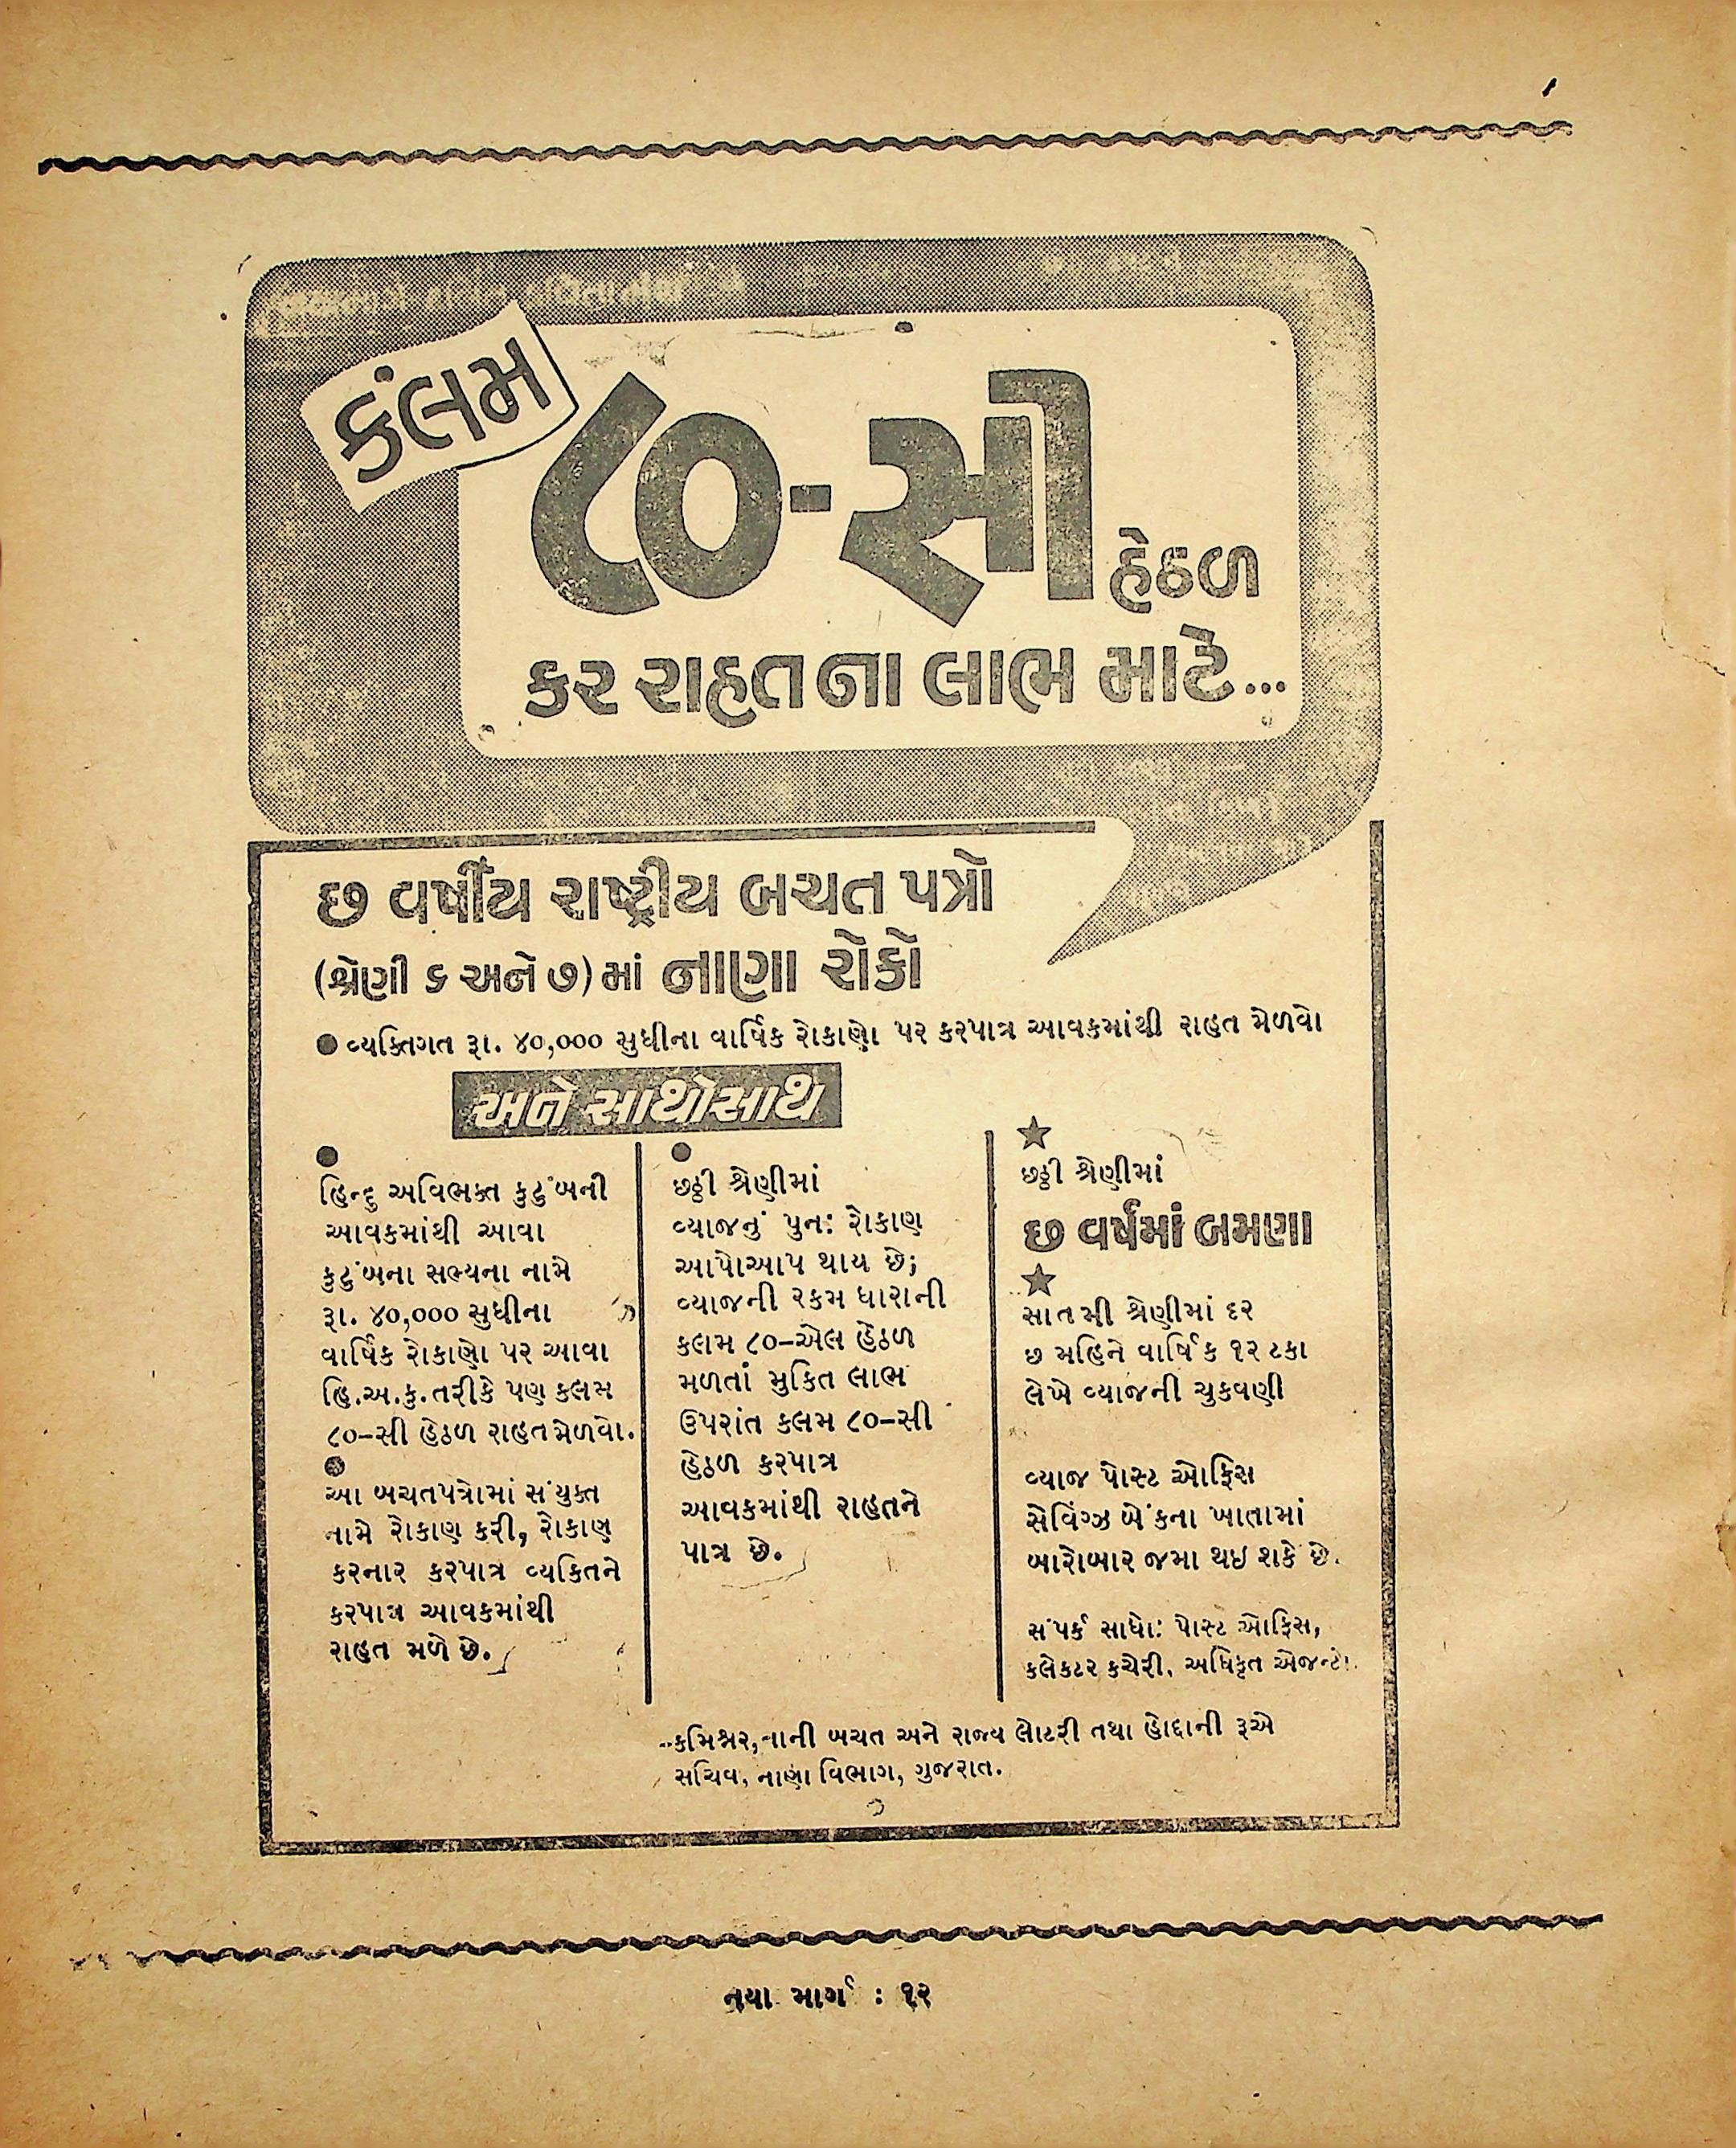 કલમ
૮૦-સી હેઠળ
કર રાહતના લાભ માટે...
છ વર્ષીય રાષ્ટ્રીય બચત પત્રો
(શ્રેણી ૬ અને ૭)માં નાણા રોકો
● વ્યક્તિગત રૂા. ૪૦,૦૦૦ સુધીના વાર્ષિક રોકાણો પર કરપાત્ર આવકમાંથી રાહત મેળવો
અને સાથોસાથ
●
હિન્દુ અવિભક્ત કુટુંબની
આવકમાંથી આવા
કુટુંબના સભ્યના નામે
રૂા. ૪૦,૦૦૦ સુધીના
વાર્ષિક રોકાણો પર આવા
હિ.અ.કુ.તરીકે પણ કલમ
૮૦-સી હેઠળ રાહત મેળવો.
●
આ બચતપત્રોમાં સંયુક્ત
નામે રોકાણ કરી, રોકાણ
કરનાર કરપાત્ર વ્યકિતને
કરપાત્ર આવકમાંથી
રાહત મળે છે.
●
છઠ્ઠી શ્રેણીમાં
વ્યાજનું પુન: રોકાણ
આપોઆપ થાય છે;
વ્યાજની રકમ ધારાની
કલમ ૮૦-એલ હેઠળ
મળતાં મુકિત લાભ
ઉપરાંત કલમ ૮૦-સી
હેઠળ કરપાત્ર
આવકમાંથી રાહતને
પાત્ર છે.
★
છઠ્ઠી શ્રેણીમાં
છ વર્ષમાં બમણા
★
સાતમી શ્રેણીમાં દર
છ મહિને વાર્ષિક ૧૨ ટકા
લેખે વ્યાજની ચુકવણી
વ્યાજ પોસ્ટ ઓફિસ
સેવિંગ્ઝ બેંકના ખાતામાં
બારોબાર જમા થઇ શકે છે.
સંપર્ક સાધો: પોસ્ટ ઓફિસ,
કલેકટર કચેરી, અધિકૃત એજન્ટો.
-કમિશ્નર, નાની બચત અને રાજ્ય લોટરી તથા હોદ્દાની રૂએ
સચિવ, નાણા વિભાગ, ગુજરાત.
નયા માર્ગ : ૧૨